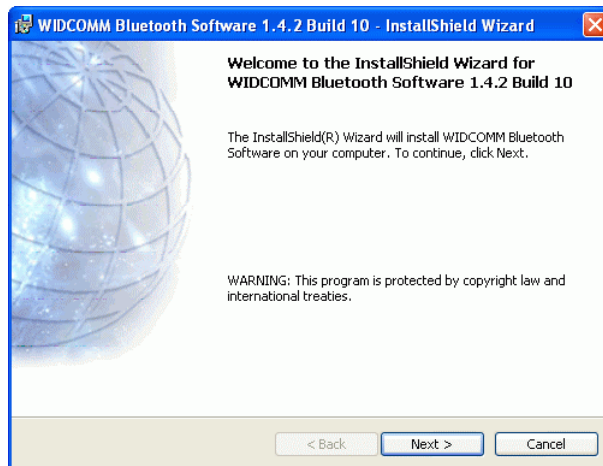 WIDCOMM Bluetooth Software 1.4.2 Build 10 - InstallShield Wizard
Welcome to the InstallShield Wizard for
WIDCOMM Bluetooth Software 1.4.2 Build 10
The InstallShield(R) Wizard will install WIDCOMM Bluetooth
Software on your computer. To continue, click Next.
WARNING: This program is protected by copyright law and
international treaties.
< Back
Next >
Cancel